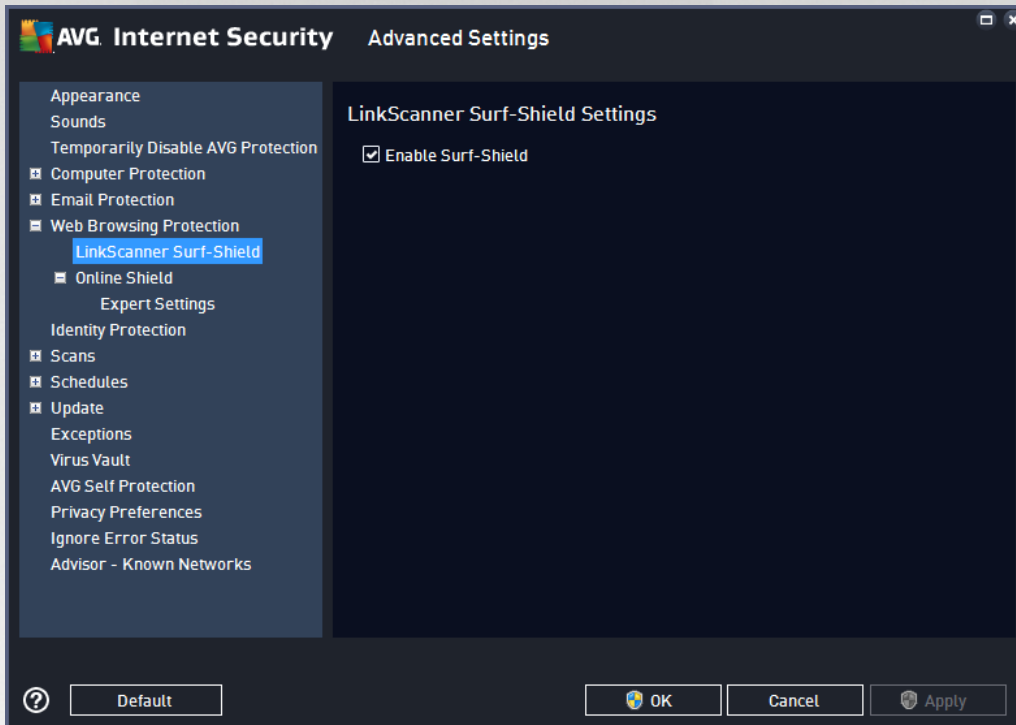 AVG. Internet Security Advanced Settings
Appearance
Sounds
Temporarily Disable AVG Protection
Computer Protection
Email Protection
Web Browsing Protection
LinkScanner Surf-Shield
Online Shield
Expert Settings
Identity Protection
Scans
Schedules
Update
Exceptions
Virus Vault
AVG Self Protection
Privacy Preferences
Ignore Error Status
Advisor - Known Networks
LinkScanner Surf-Shield Settings
Enable Surf-Shield
? Default OK Cancel Apply